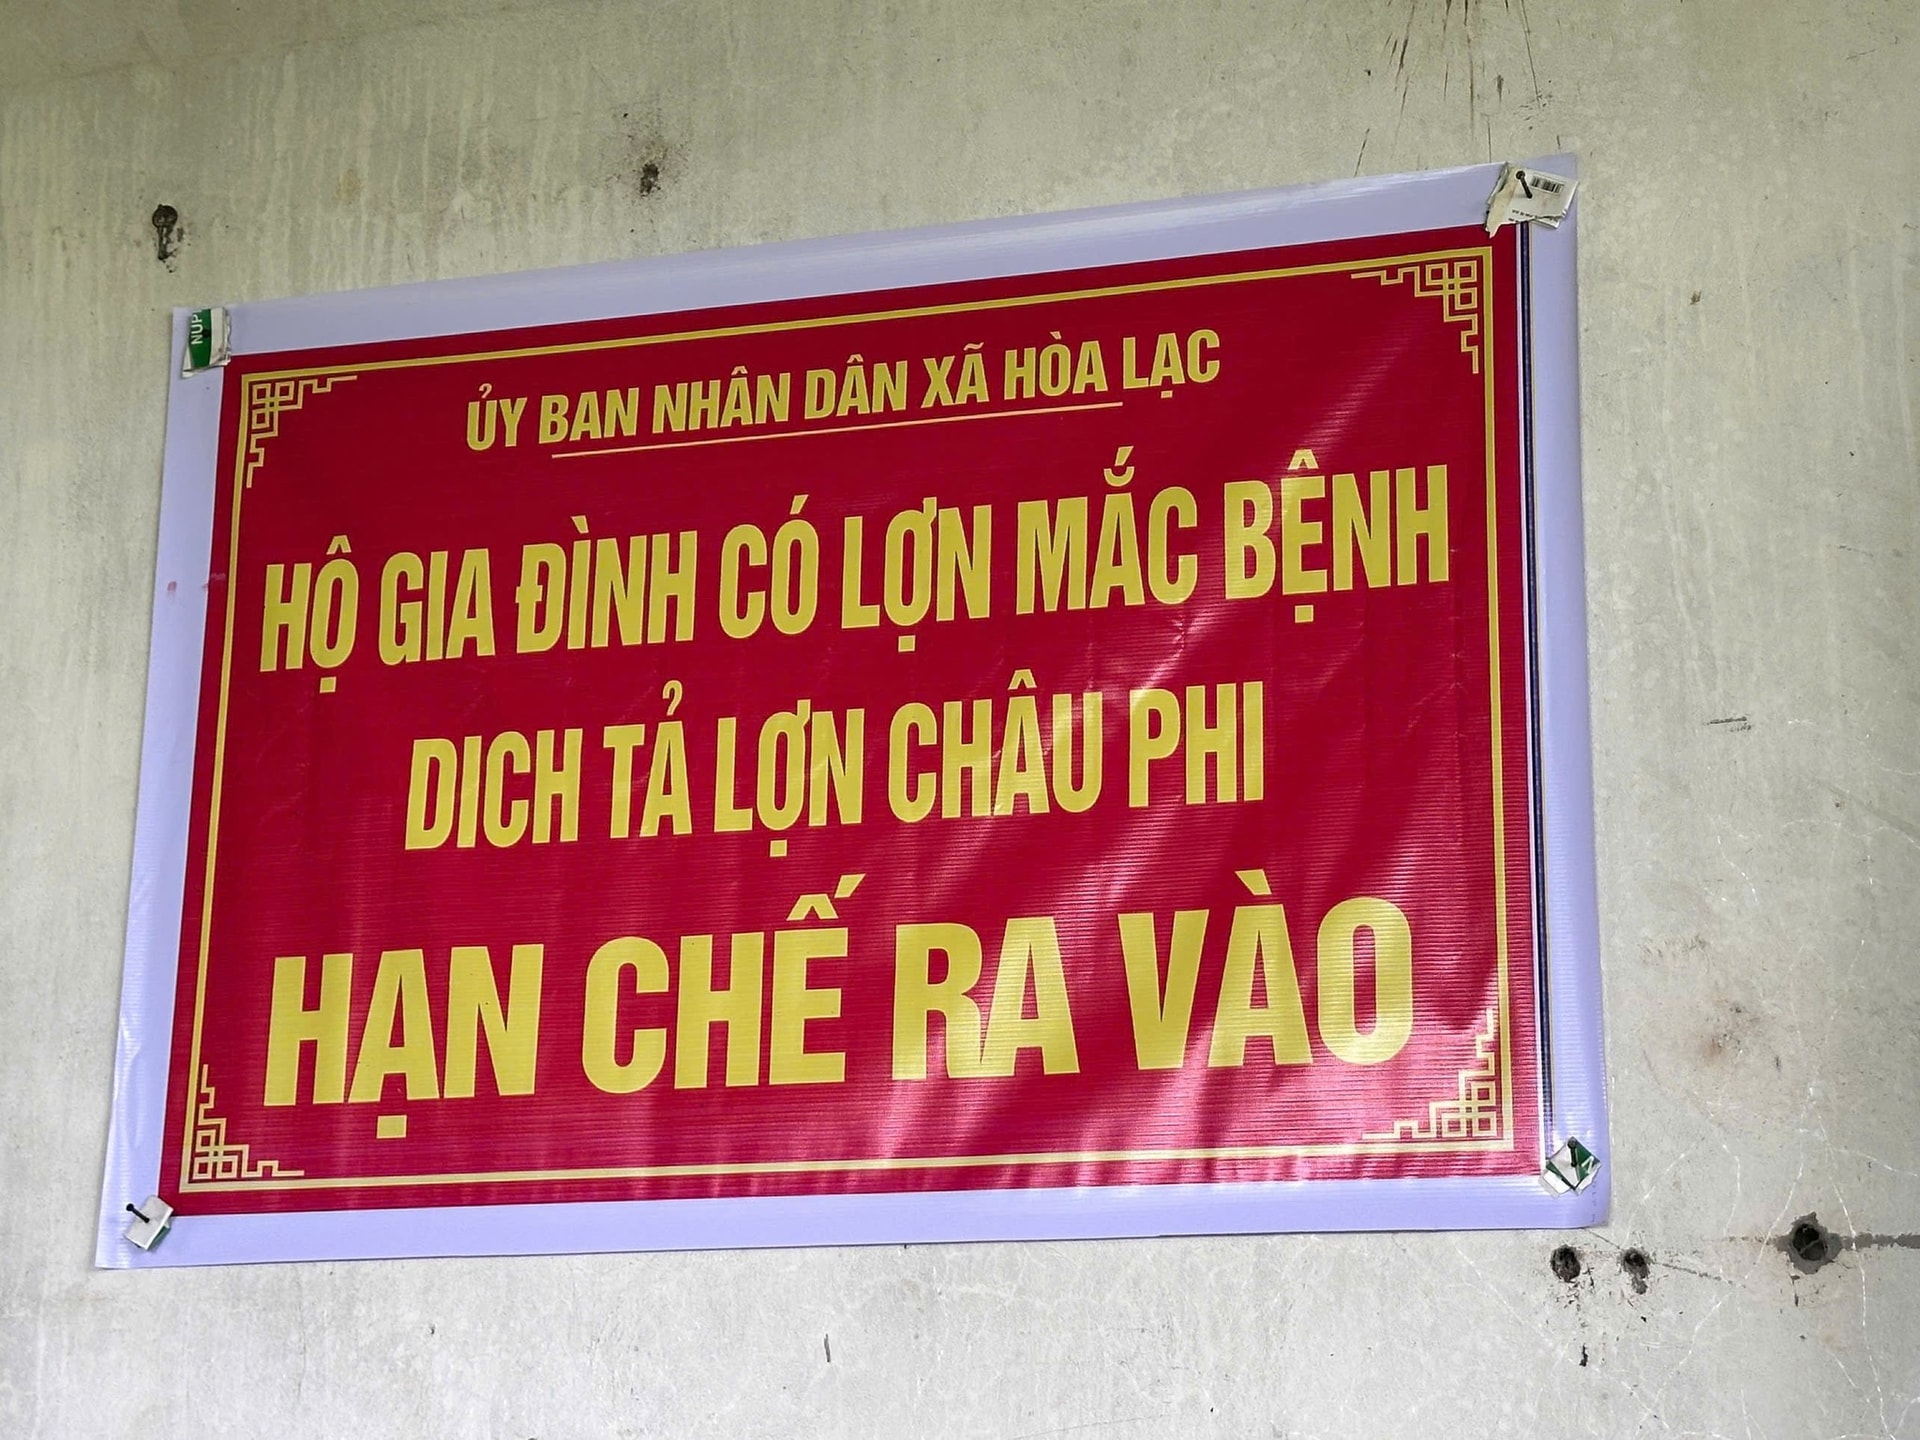 ỦY BAN NHÂN DÂN XÃ HÒA LẠC
HỘ GIA ĐÌNH CÓ LỢN MẮC BỆNH
DICH TẢ LỢN CHÂU PHI
HẠN CHẾ RA VÀO